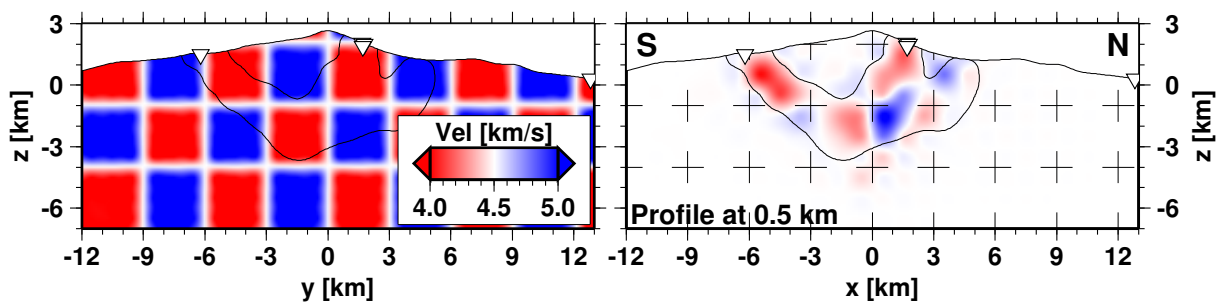 3
0
-3
-6
z [km]
-12 -9 -6 -3 0 3 6 9 12
y [km]
Vel [km/s]
4.0 4.5 5.0
S N
Profile at 0.5 km
-12 -9 -6 -3 0 3 6 9 12
x [km]
3
0
-3
-6
z [km]